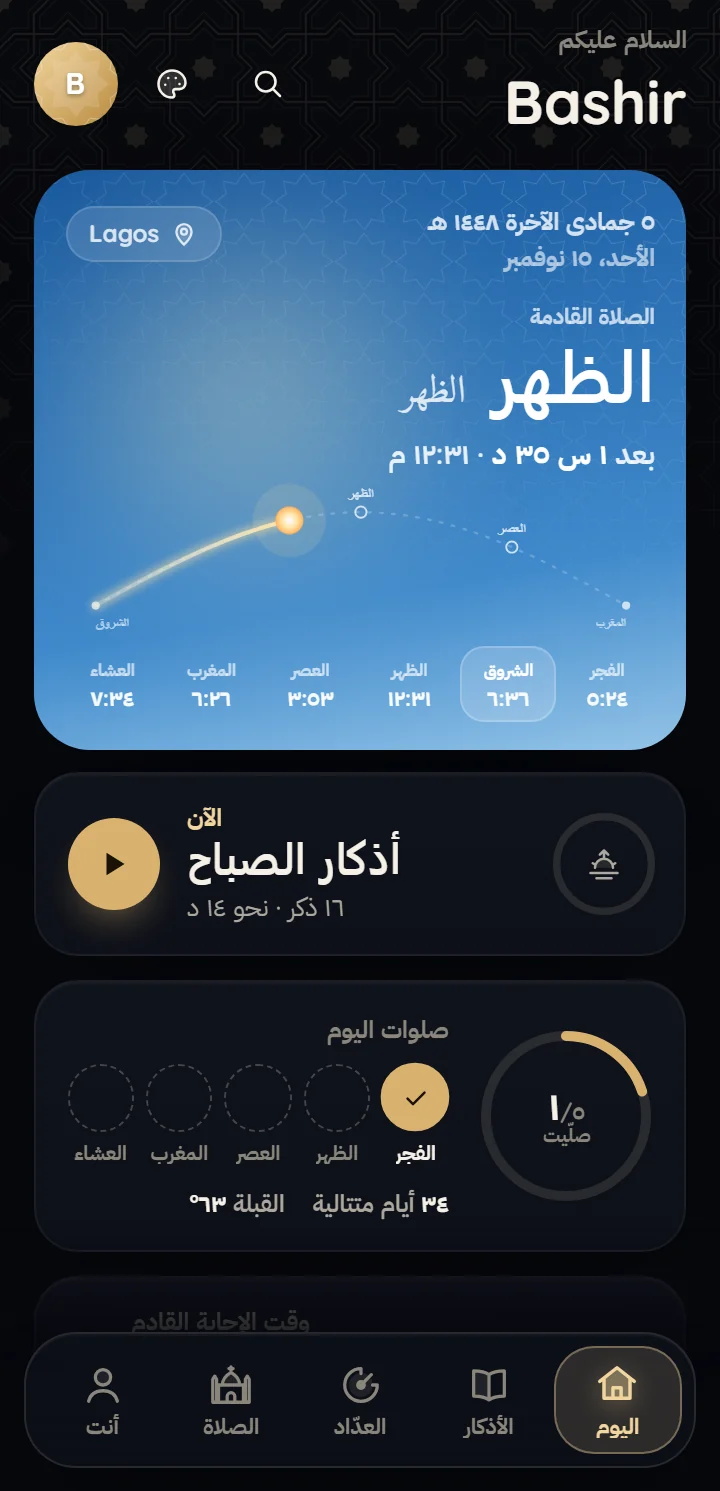 السلام عليكم
Bashir
B
٥ جمادى الآخرة ١٤٤٨ هـ
Lagos
الأحد، ١٥ نوفمبر
الصلاة القادمة
الظهر الظهر
بعد ١ س ٣٥ د · ١٢:٣١ م
الظهر
العصر
الشروق
المغرب
الفجر الشروق الظهر العصر المغرب العشاء
٥:٢٤ ٦:٣٦ ١٢:٣١ ٣:٥٣ ٦:٢٦ ٧:٣٤
الآن
أذكار الصباح
١٦ ذكر · نحو ١٤ د
صلوات اليوم
١/٥
صلّيت
الفجر الظهر العصر المغرب العشاء
٣٤ أيام متتالية القبلة ٦٣°
وقت الإجابة القادم
اليوم الأذكار العدّاد الصلاة أنت